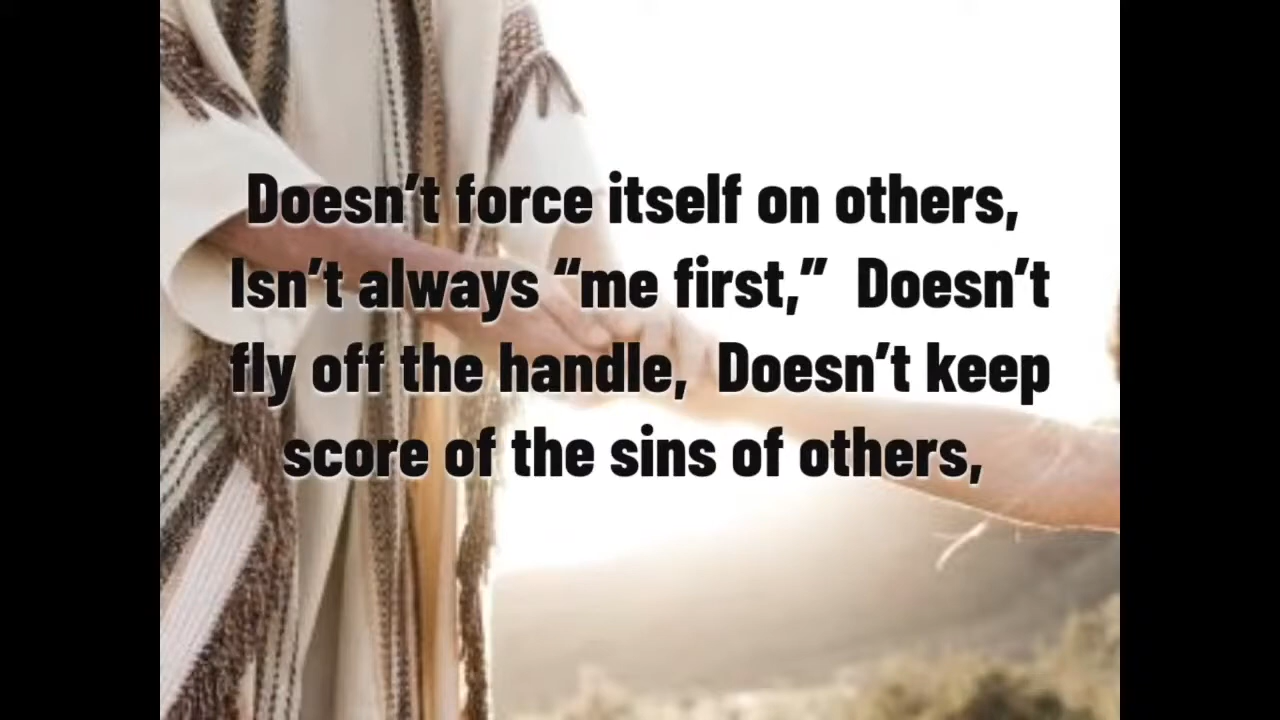 Doesn’t force itself on others,
Isn’t always “me first,” Doesn’t
fly off the handle, Doesn’t keep
score of the sins of others,